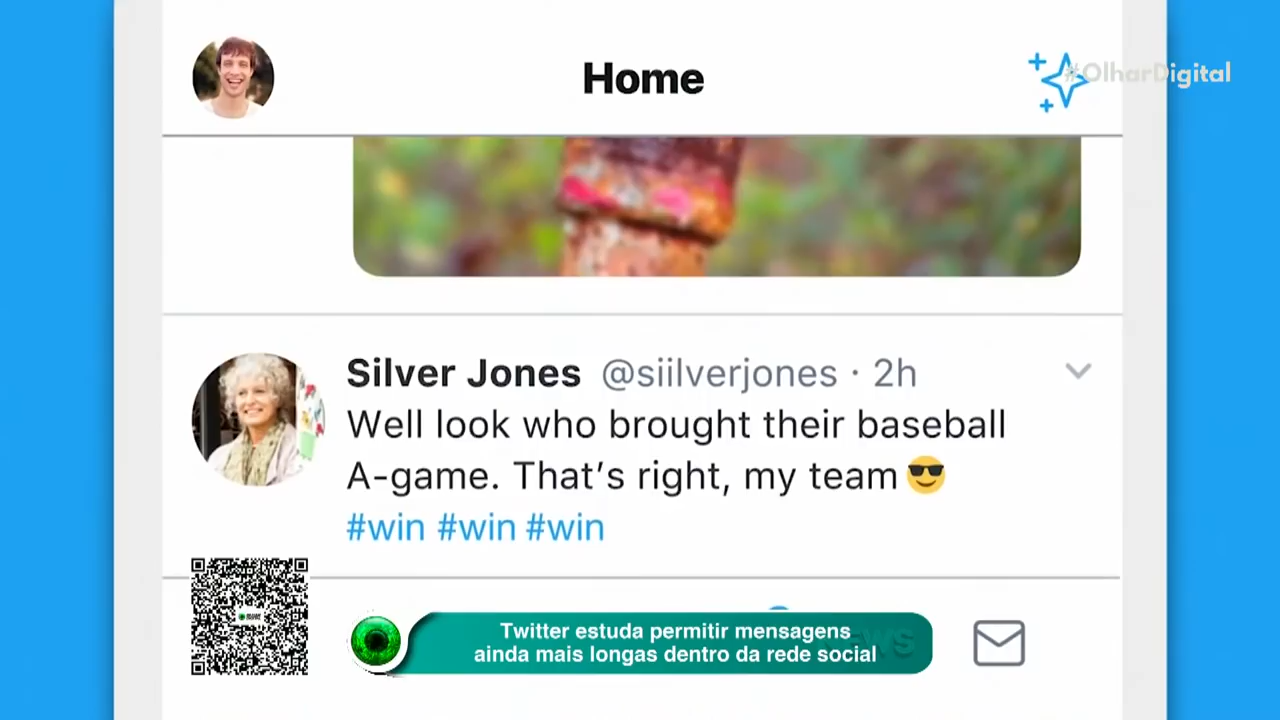 Home
#OlharDigital
Silver Jones @siilverjones · 2h
Well look who brought their baseball
A-game. That’s right, my team 😎
#win #win #win
Twitter estuda permitir mensagens
ainda mais longas dentro da rede social